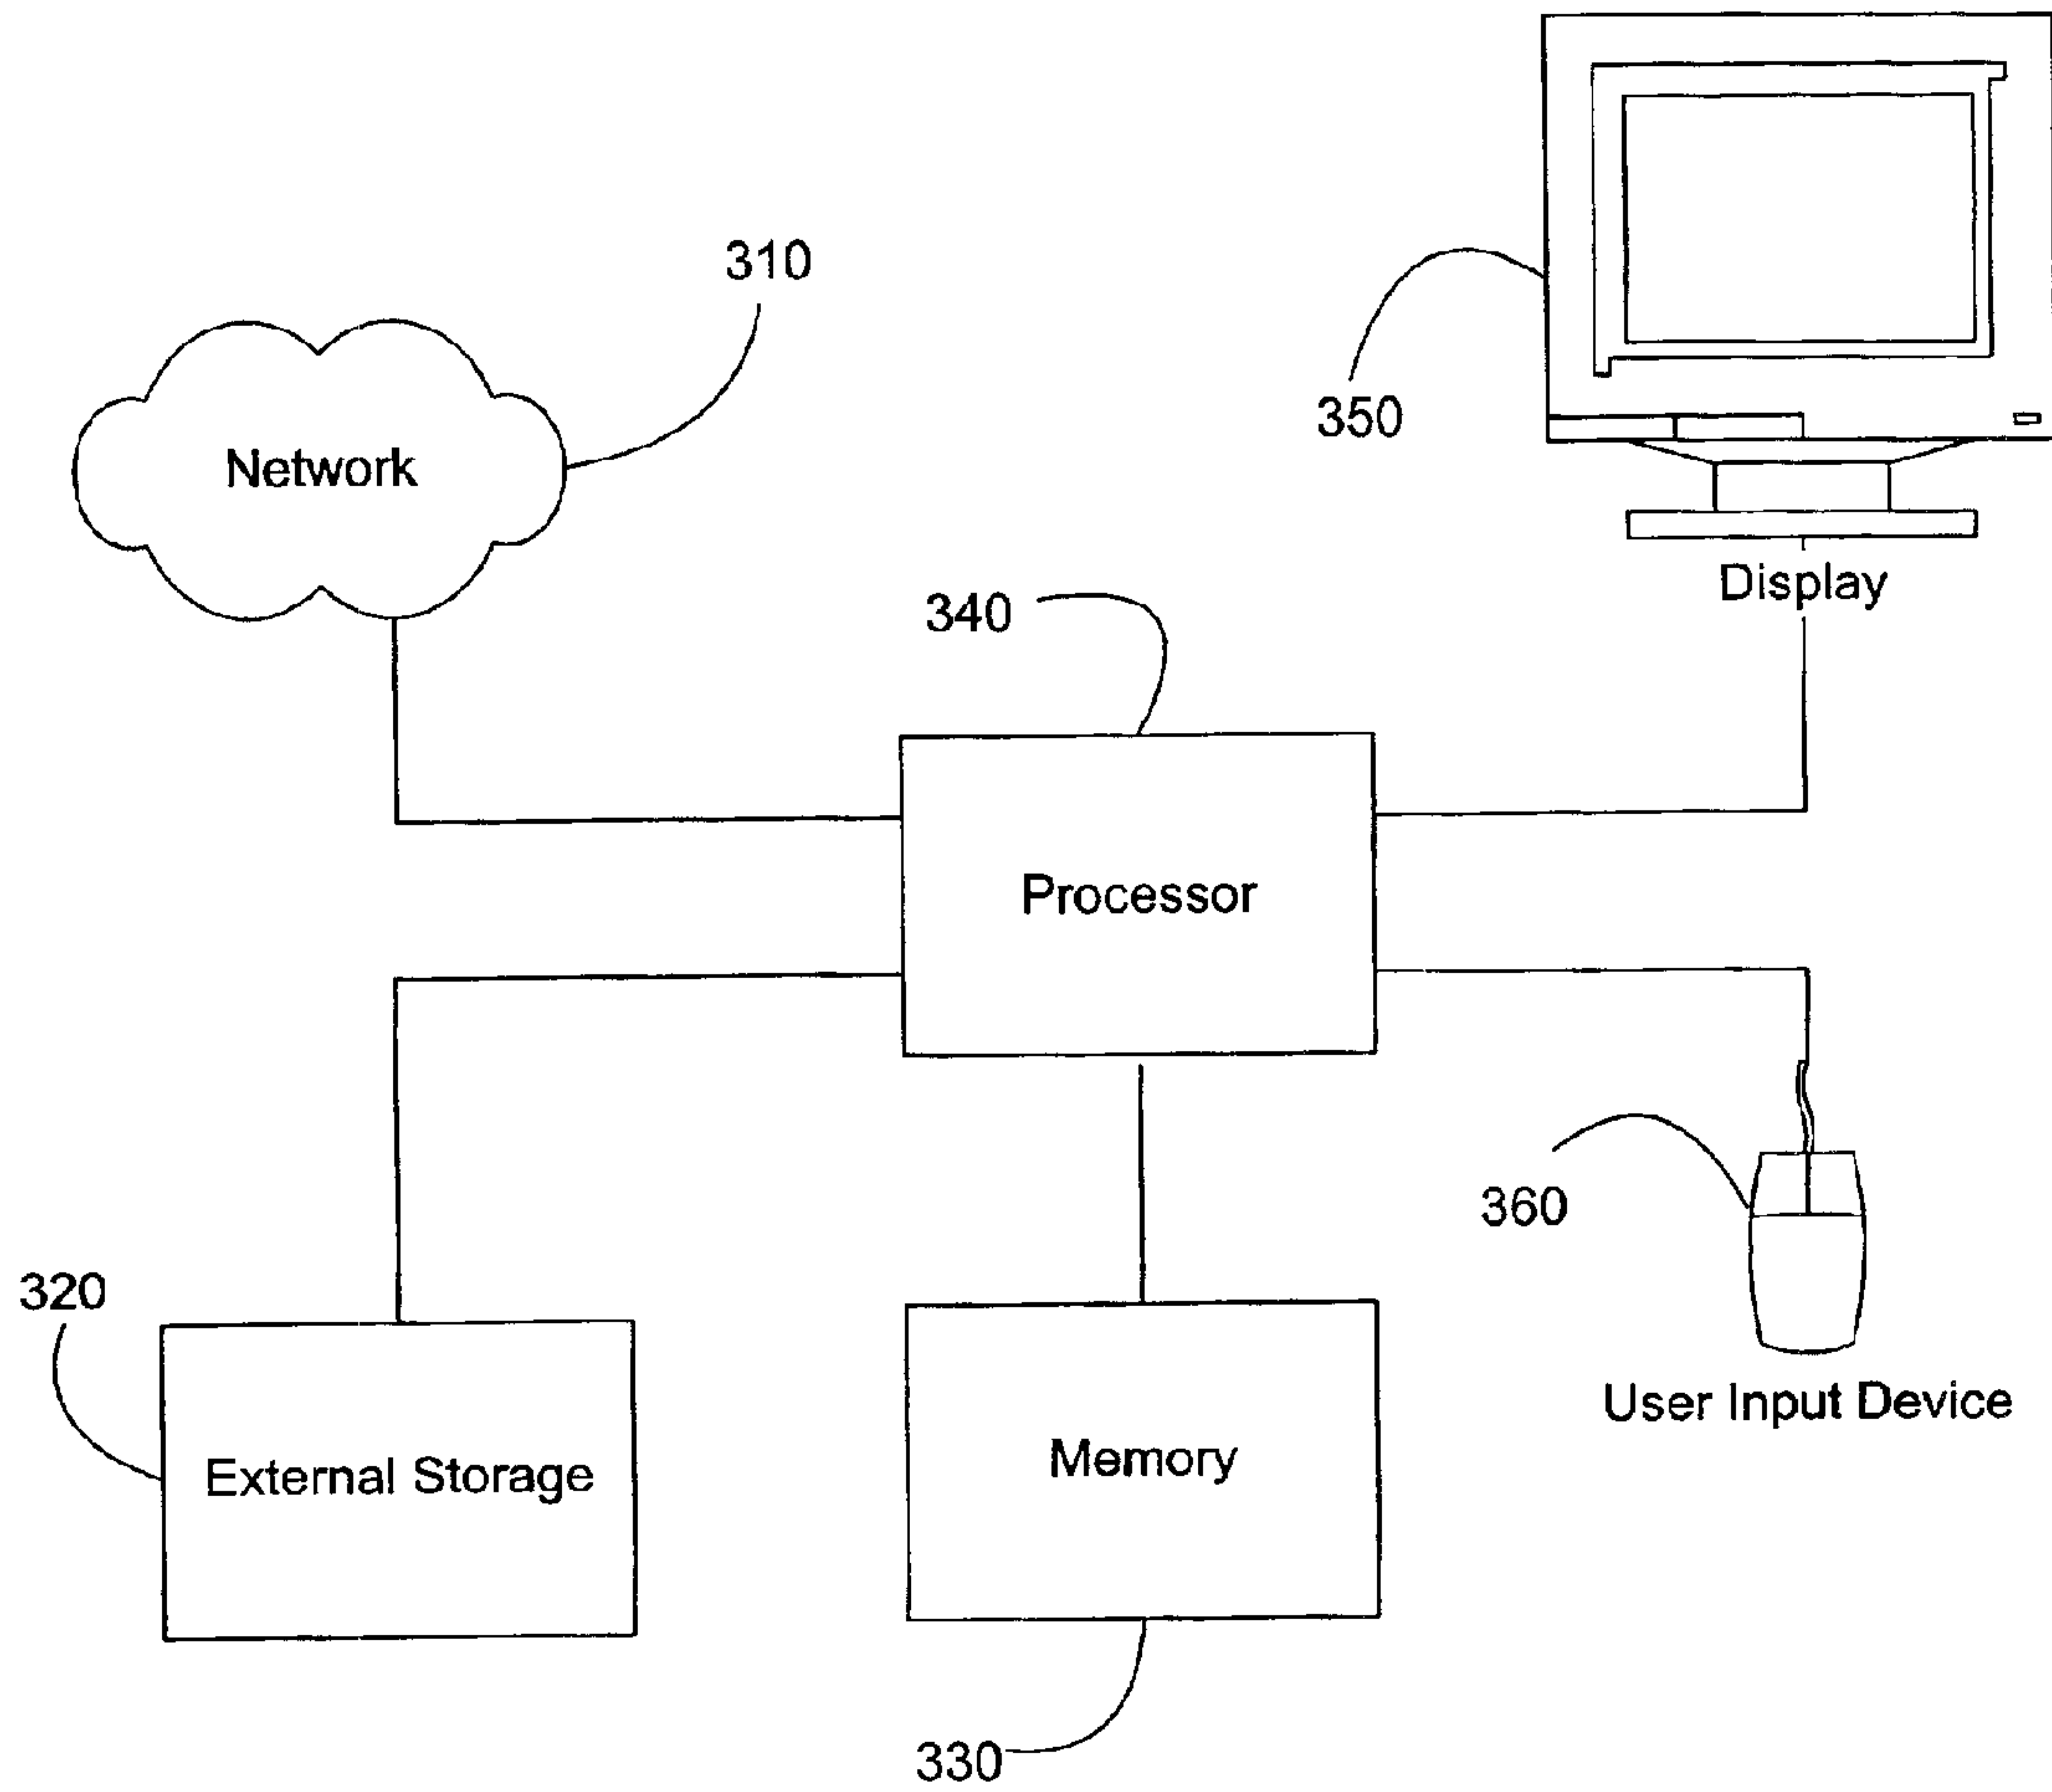 310
Network
350
Display
340
Processor
360
User Input Device
320
External Storage
Memory
330